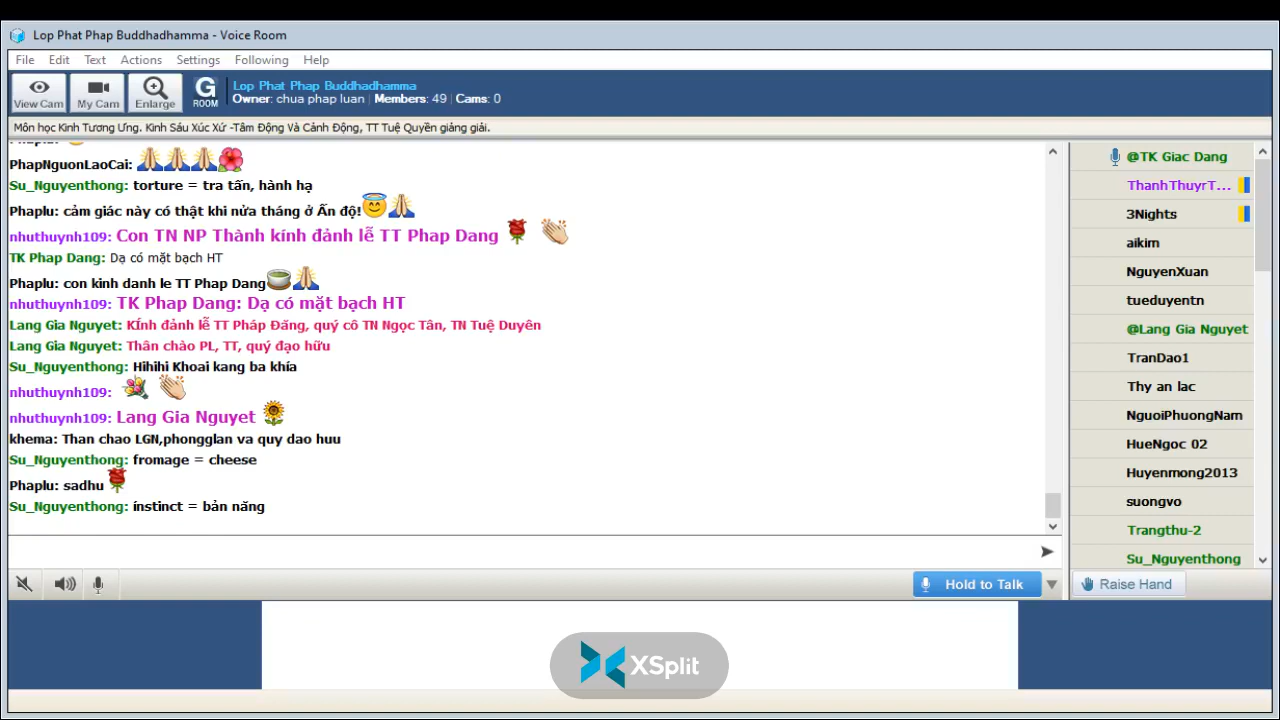 Lop Phat Phap Buddhadhamma - Voice Room
File Edit Text Actions Settings Following Help
View Cam My Cam Enlarge G ROOM
Lop Phat Phap Buddhadhamma
Owner: chua phap luan | Members: 49 | Cams: 0
Môn học Kinh Tương Ưng. Kinh Sáu Xúc Xứ -Tâm Động Và Cảnh Động, TT Tuệ Quyền giảng giải.
PhapNguonLaoCai:
Su_Nguyenthong: torture = tra tấn, hành hạ
Phaplu: cảm giác này có thật khi nửa tháng ở Ấn độ!
nhuthuynh109: Con TN NP Thành kính đảnh lễ TT Phap Dang
TK Phap Dang: Dạ có mặt bạch HT
Phaplu: con kinh danh le TT Phap Dang
nhuthuynh109: TK Phap Dang: Dạ có mặt bạch HT
Lang Gia Nguyet: Kính đảnh lễ TT Pháp Đăng, quý cô TN Ngọc Tân, TN Tuệ Duyên
Lang Gia Nguyet: Thân chào PL, TT, quý đạo hữu
Su_Nguyenthong: Hihihi Khoai kang ba khía
nhuthuynh109:
nhuthuynh109: Lang Gia Nguyet
khema: Than chao LGN,phongglan va quy dao huu
Su_Nguyenthong: fromage = cheese
Phaplu: sadhu
Su_Nguyenthong: ínstinct = bản năng
@TK Giac Dang
ThanhThuyrT...
3Nights
aikim
NguyenXuan
tueduyentn
@Lang Gia Nguyet
TranDao1
Thy an lac
NguoiPhuongNam
HueNgoc 02
Huyenmong2013
suongvo
Trangthu-2
Su_Nguyenthong
Hold to Talk
Raise Hand
XSplit